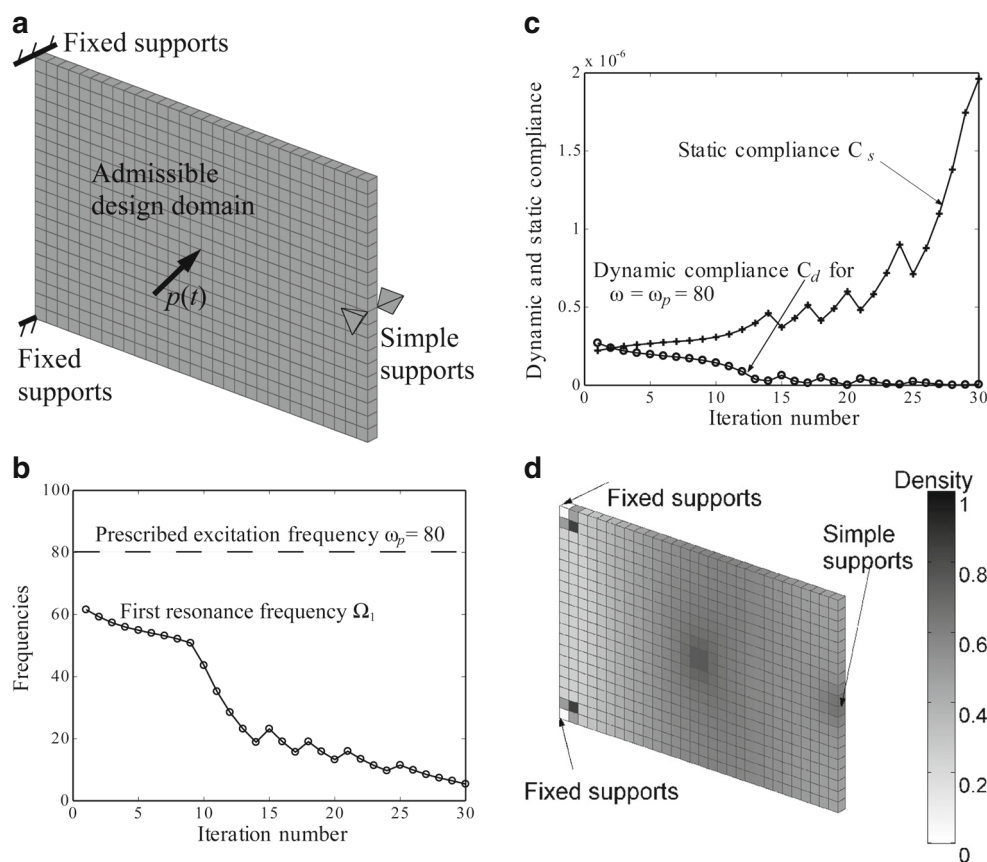 a
Fixed supports
Admissible
design domain
p(t)
Fixed
supports
Simple
supports
c
x 10⁻⁶
2
1.5
1
0.5
0
Dynamic and static compliance
Static compliance C s
Dynamic compliance C d for
ω = ωp = 80
0 5 10 15 20 25 30
Iteration number
b
100
80
60
40
20
0
Frequencies
Prescribed excitation frequency ωp = 80
First resonance frequency Ω1
0 5 10 15 20 25 30
Iteration number
d
Fixed supports
Density
Simple
supports
Fixed supports
1
0.8
0.6
0.4
0.2
0